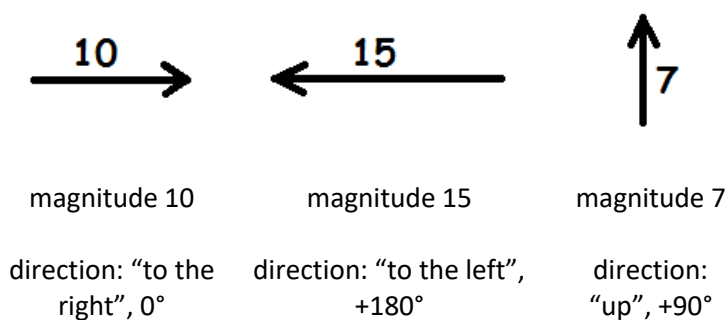 10
15
7
magnitude 10
magnitude 15
magnitude 7
direction: “to the
right”, 0°
direction: “to the left”,
+180°
direction:
“up”, +90°